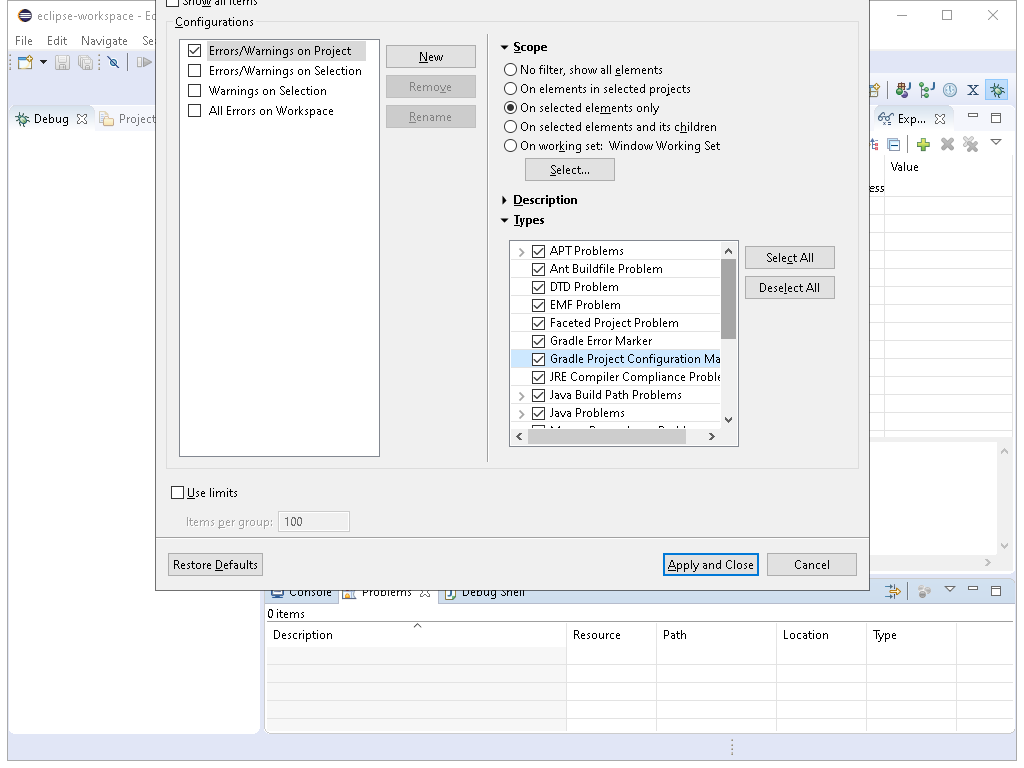 eclipse-workspace - Ec
Show all items
File Edit Navigate Se
Configurations
Errors/Warnings on Project
Errors/Warnings on Selection
Warnings on Selection
All Errors on Workspace
New
Remove
Rename
Scope
No filter, show all elements
On elements in selected projects
On selected elements only
On selected elements and its children
On working set: Window Working Set
Select...
Description
Types
APT Problems
Ant Buildfile Problem
DTD Problem
EMF Problem
Faceted Project Problem
Gradle Error Marker
Gradle Project Configuration Ma
JRE Compiler Compliance Proble
Java Build Path Problems
Java Problems
Select All
Deselect All
Debug
Project
Exp...
Value
ess
Use limits
Items per group: 100
Restore Defaults
Apply and Close
Cancel
Console Problems Debug Shell
0 items
Description Resource Path Location Type